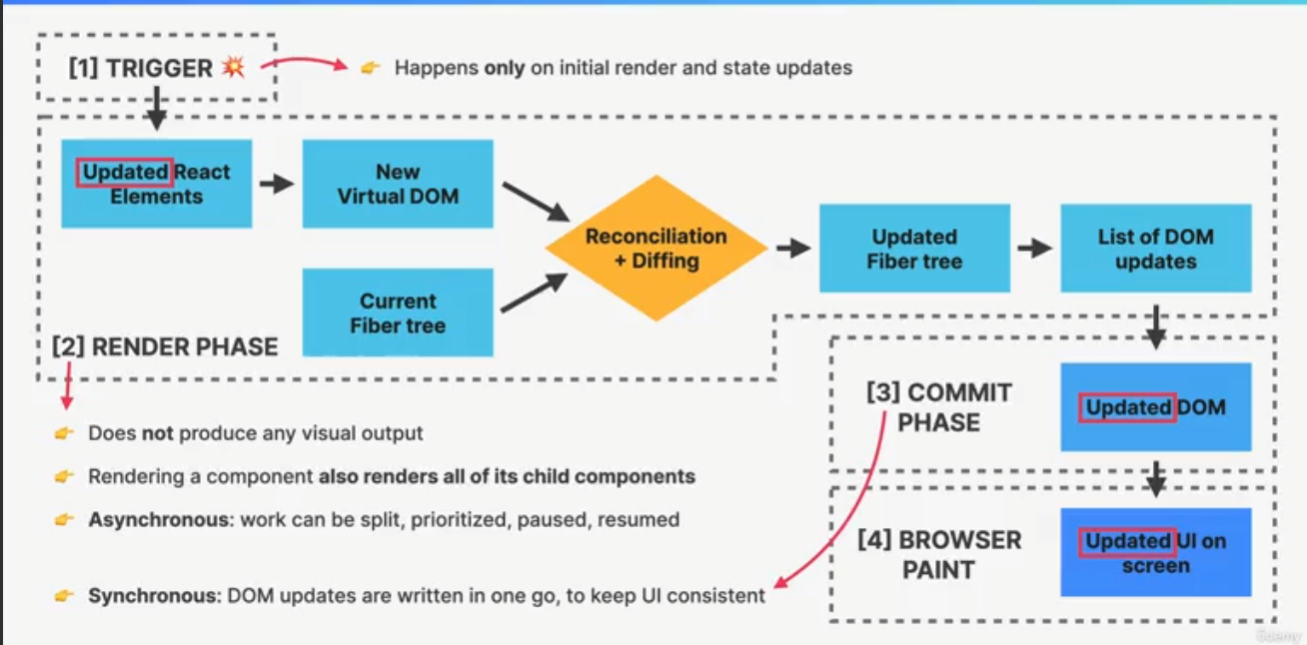 [1] TRIGGER 💥
👉 Happens only on initial render and state updates
Updated React
Elements
New
Virtual DOM
Current
Fiber tree
Reconciliation
+ Diffing
Updated
Fiber tree
List of DOM
updates
[2] RENDER PHASE
👉 Does not produce any visual output
👉 Rendering a component also renders all of its child components
👉 Asynchronous: work can be split, prioritized, paused, resumed
[3] COMMIT
PHASE
Updated DOM
👉 Synchronous: DOM updates are written in one go, to keep UI consistent
[4] BROWSER
PAINT
Updated UI on
screen
Udemy